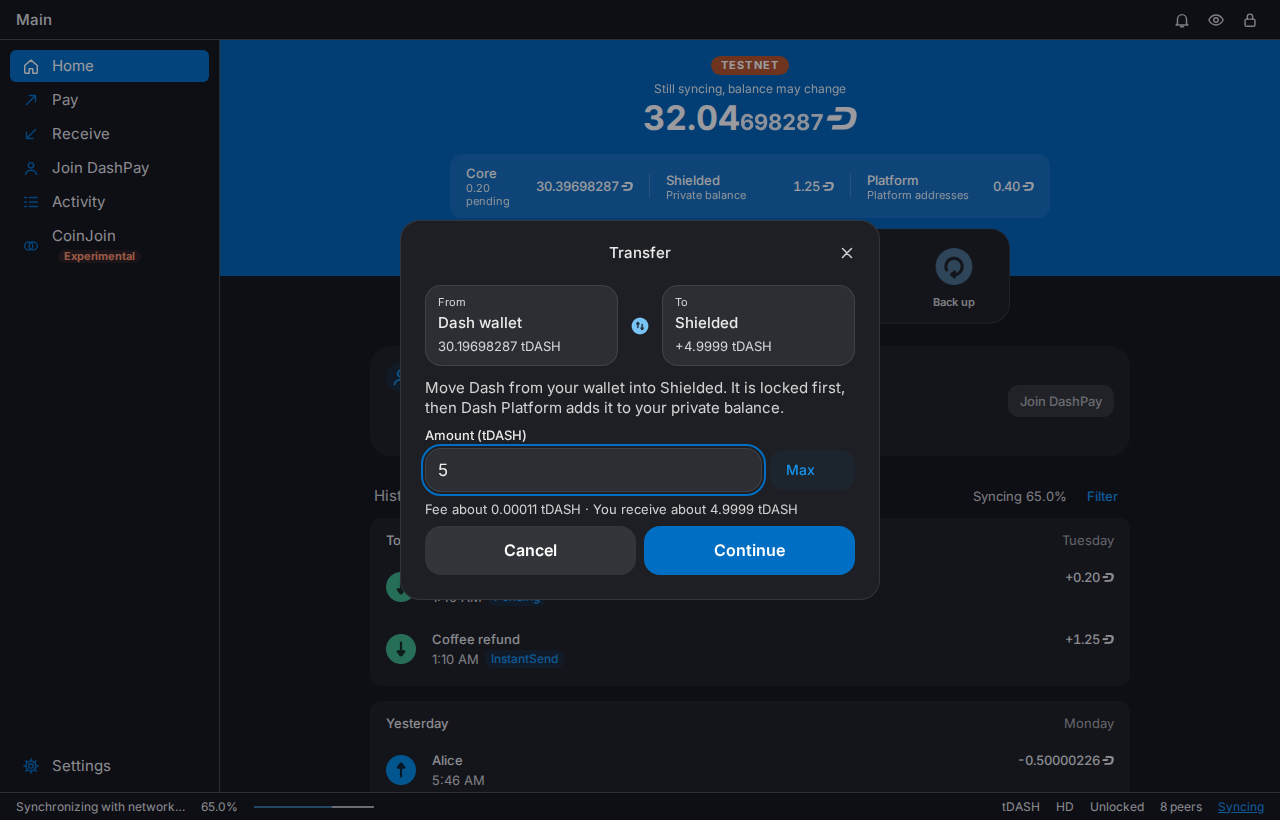 Main
Home
Pay
Receive
Join DashPay
Activity
CoinJoin
Experimental
Settings
TESTNET
Still syncing, balance may change
32.04698287
Core
0.20
pending
30.39698287
Shielded
Private balance
1.25
Platform
Platform addresses
0.40
Back up
Join DashPay
Transfer
From
Dash wallet
30.19698287 tDASH
To
Shielded
+4.9999 tDASH
Move Dash from your wallet into Shielded. It is locked first,
then Dash Platform adds it to your private balance.
Amount (tDASH)
5
Max
Fee about 0.00011 tDASH · You receive about 4.9999 tDASH
Cancel
Continue
Syncing 65.0%
Filter
Tuesday
+0.20
Coffee refund
1:10 AM InstantSend
+1.25
Yesterday
Monday
Alice
5:46 AM
-0.50000226
Synchronizing with network...
65.0%
tDASH
HD
Unlocked
8 peers
Syncing